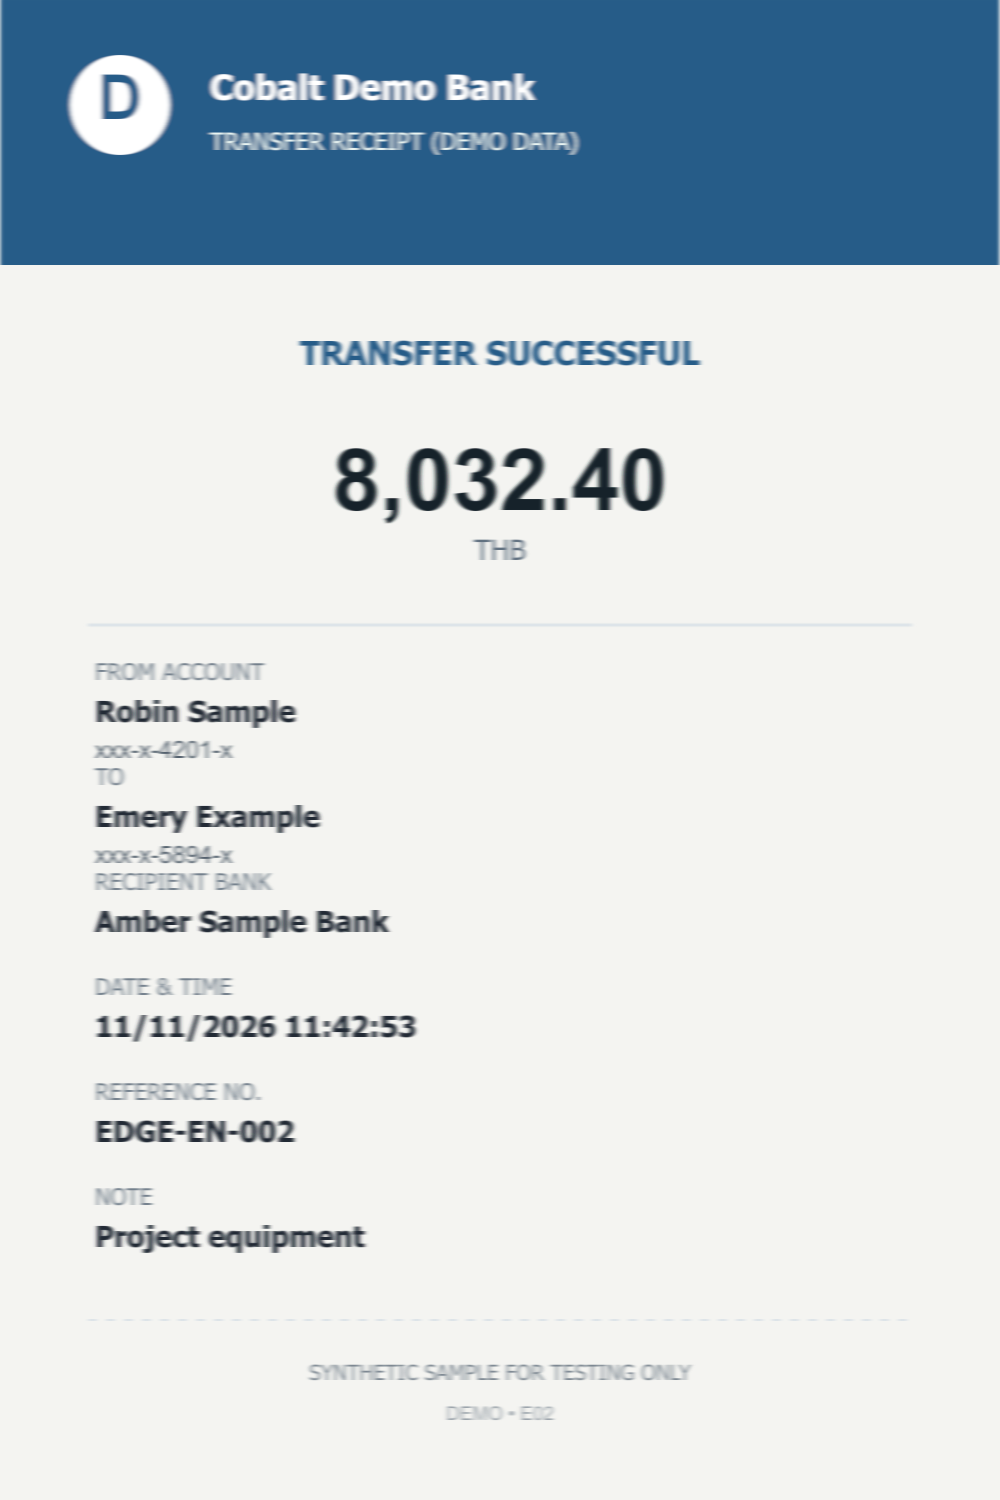 D
Cobalt Demo Bank
TRANSFER RECEIPT (DEMO DATA)
TRANSFER SUCCESSFUL
8,032.40
THB
FROM ACCOUNT
Robin Sample
xxx-x-4201-x
TO
Emery Example
xxx-x-5894-x
RECIPIENT BANK
Amber Sample Bank
DATE & TIME
11/11/2026 11:42:53
REFERENCE NO.
EDGE-EN-002
NOTE
Project equipment
SYNTHETIC SAMPLE FOR TESTING ONLY
DEMO • E02